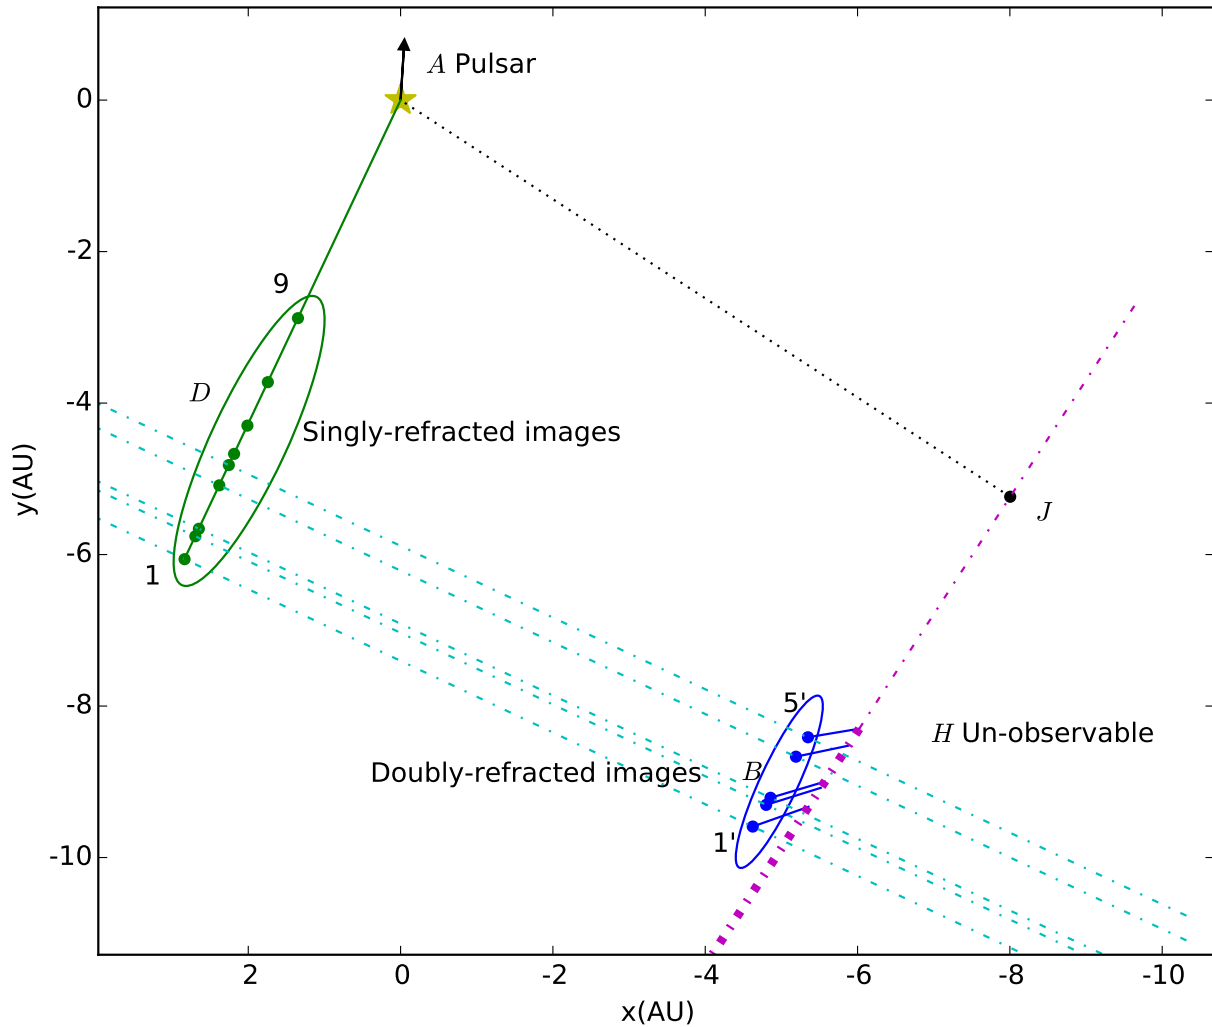 A Pulsar
0
9
-2
D
-4
Singly-refracted images
y(AU)
J
-6
1
5'
-8
H Un-observable
Doubly-refracted images
B
1'
-10
2
0
-2
-4
-6
-8
-10
x(AU)